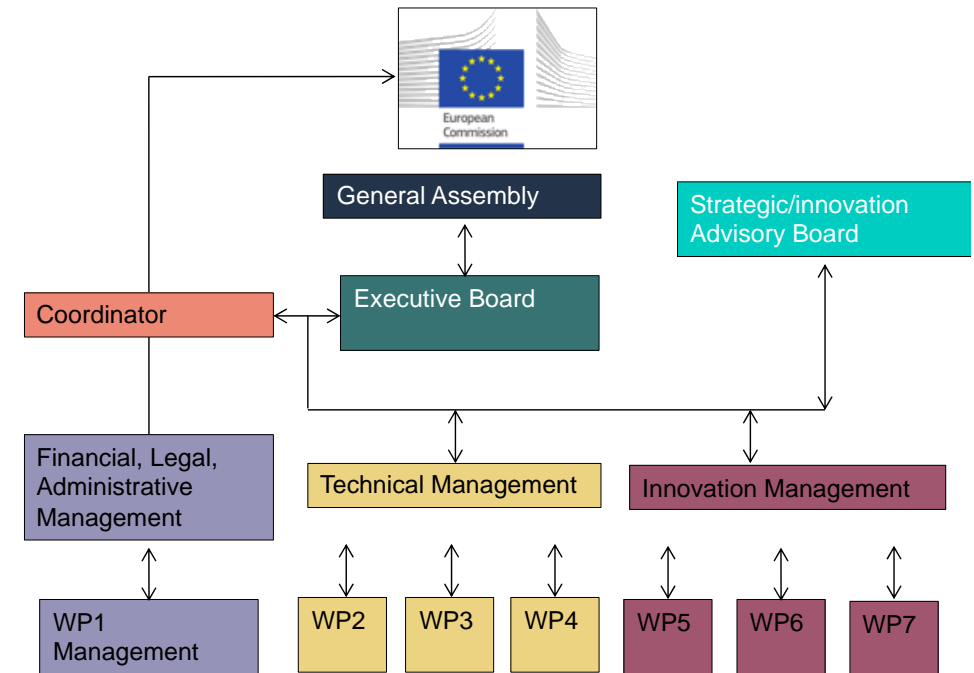 European
Commission
General Assembly
Strategic/innovation
Advisory Board
Executive Board
Coordinator
Financial, Legal,
Administrative
Management
Technical Management
Innovation Management
WP1
Management
WP2
WP3
WP4
WP5
WP6
WP7